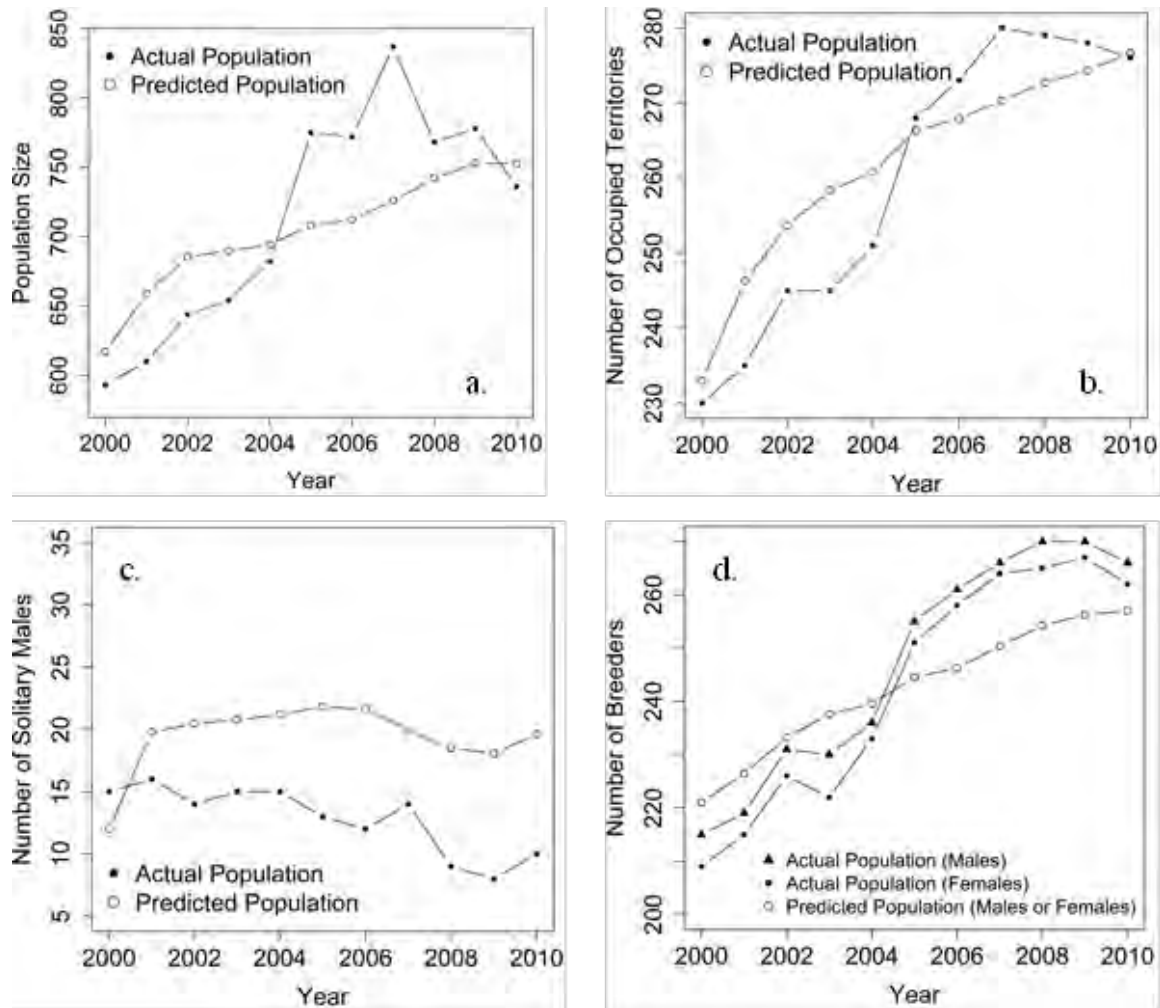 850
800
750
700
650
600
Population Size
Actual Population
Predicted Population
a.
2000 2002 2004 2006 2008 2010
Year
280
270
260
250
240
230
Number of Occupied Territories
Actual Population
Predicted Population
b.
2000 2002 2004 2006 2008 2010
Year
35
30
25
20
15
10
5
Number of Solitary Males
c.
Actual Population
Predicted Population
2000 2002 2004 2006 2008 2010
Year
260
240
220
200
Number of Breeders
d.
Actual Population (Males)
Actual Population (Females)
Predicted Population (Males or Females)
2000 2002 2004 2006 2008 2010
Year